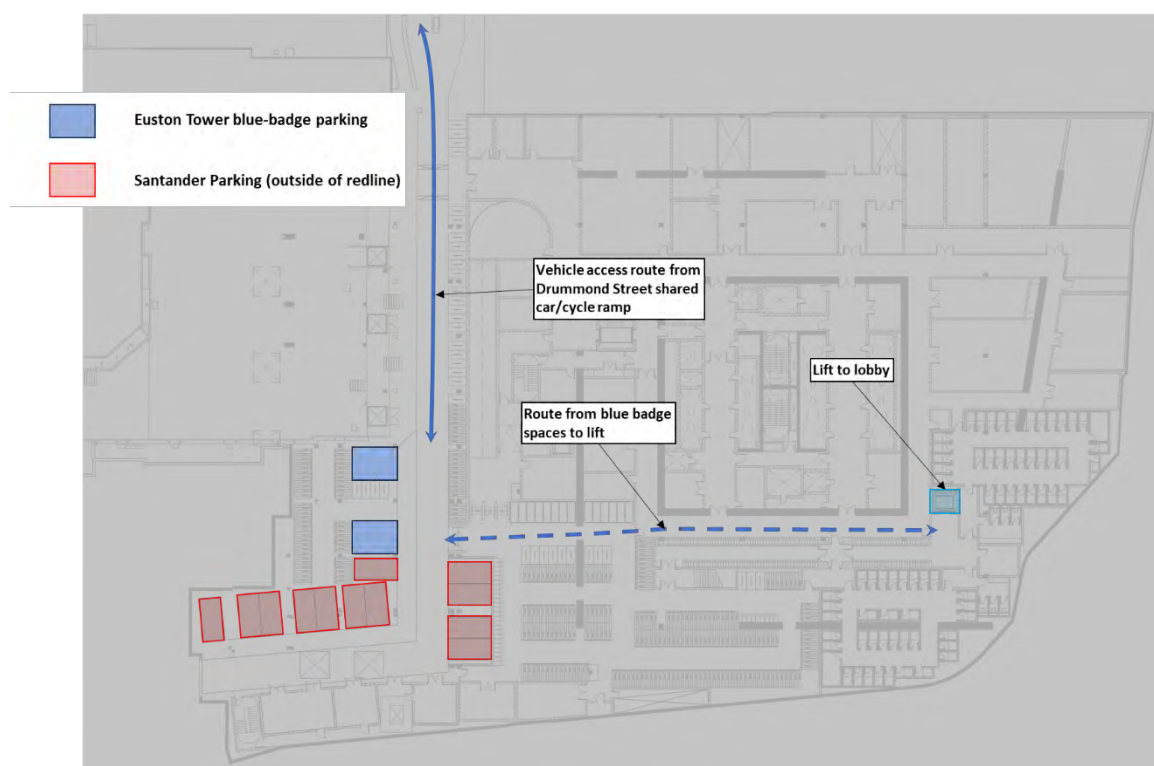 Euston Tower blue-badge parking
Santander Parking (outside of redline)
Vehicle access route from
Drummond Street shared
car/cycle ramp
Lift to lobby
Route from blue badge
spaces to lift